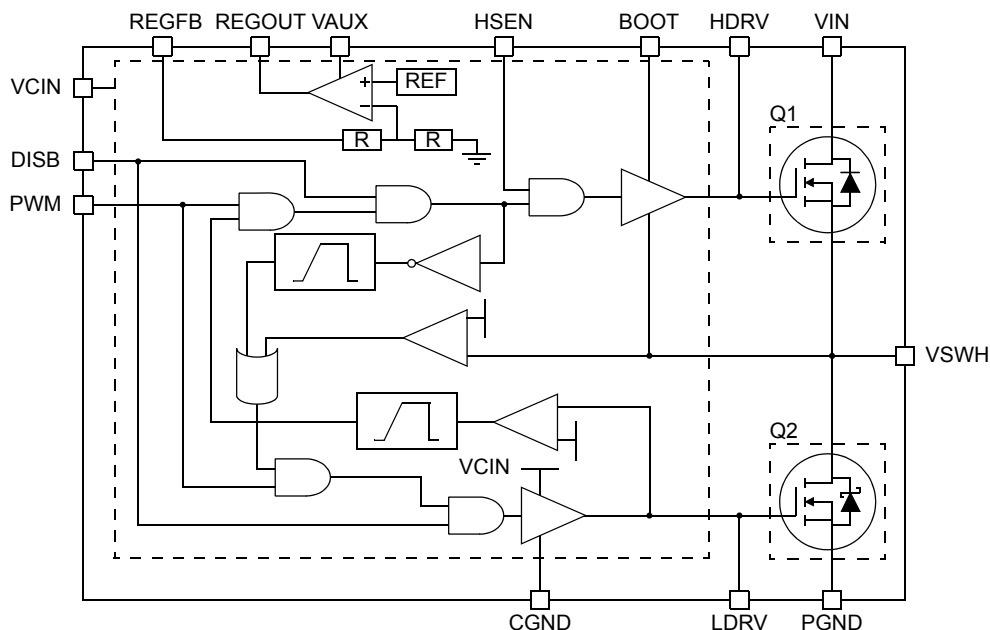 REGFB REGOUT VAUX HSEN BOOT HDRV VIN
VCIN
REF
+
−
R R
Q1
DISB
PWM
VSWH
Q2
VCIN
CGND LDRV PGND